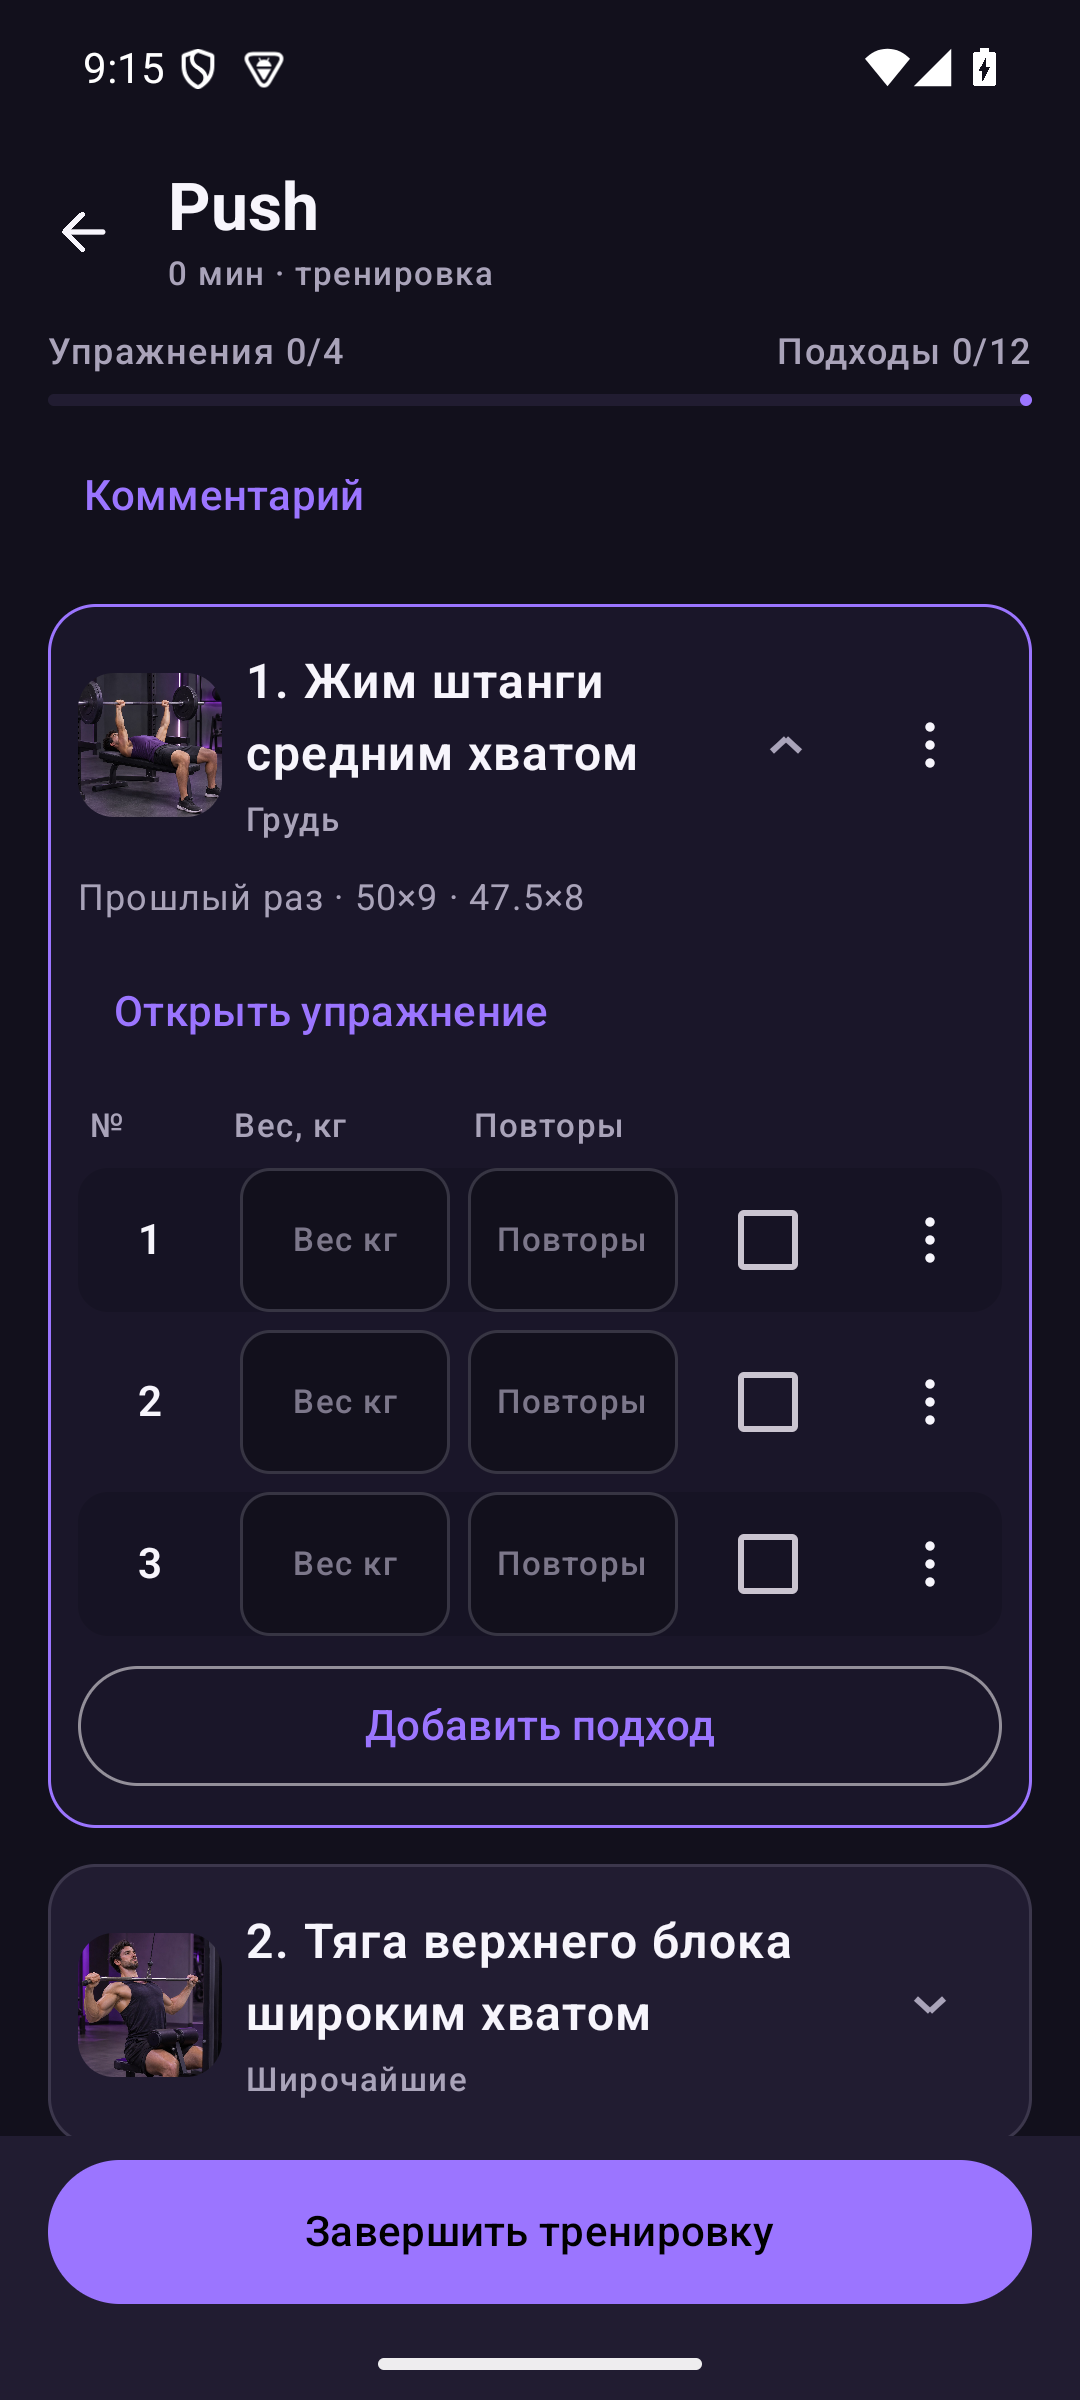 9:15
Push
0 мин · тренировка
Упражнения 0/4
Подходы 0/12
Комментарий
1. Жим штанги
средним хватом
Грудь
Прошлый раз · 50×9 · 47.5×8
Открыть упражнение
№ Вес, кг Повторы
1 Вес кг Повторы
2 Вес кг Повторы
3 Вес кг Повторы
Добавить подход
2. Тяга верхнего блока
широким хватом
Широчайшие
Завершить тренировку